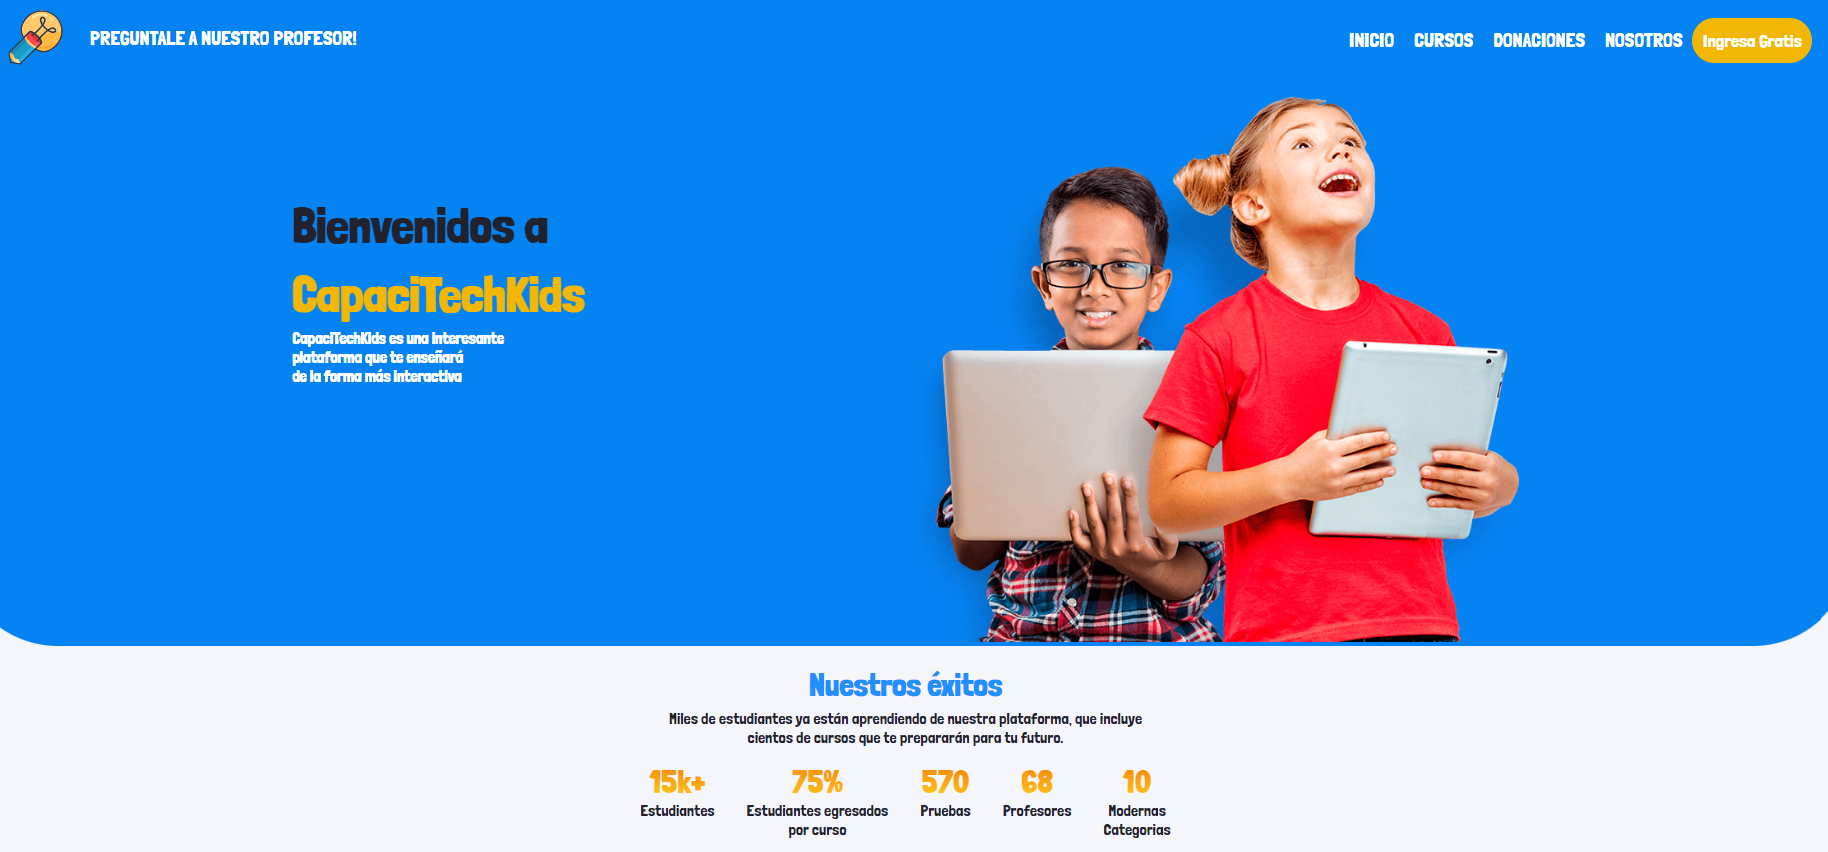 PREGUNTALE A NUESTRO PROFESOR!
INICIO CURSOS DONACIONES NOSOTROS Ingresa Gratis
Bienvenidos a
CapaciTechKids
CapaciTechKids es una interesante
plataforma que te enseñará
de la forma más interactiva
Nuestros éxitos
Miles de estudiantes ya están aprendiendo de nuestra plataforma, que incluye
cientos de cursos que te prepararán para tu futuro.
15k+ 75% 570 68 10
Estudiantes Estudiantes egresados Pruebas Profesores Modernas
por curso Categorias